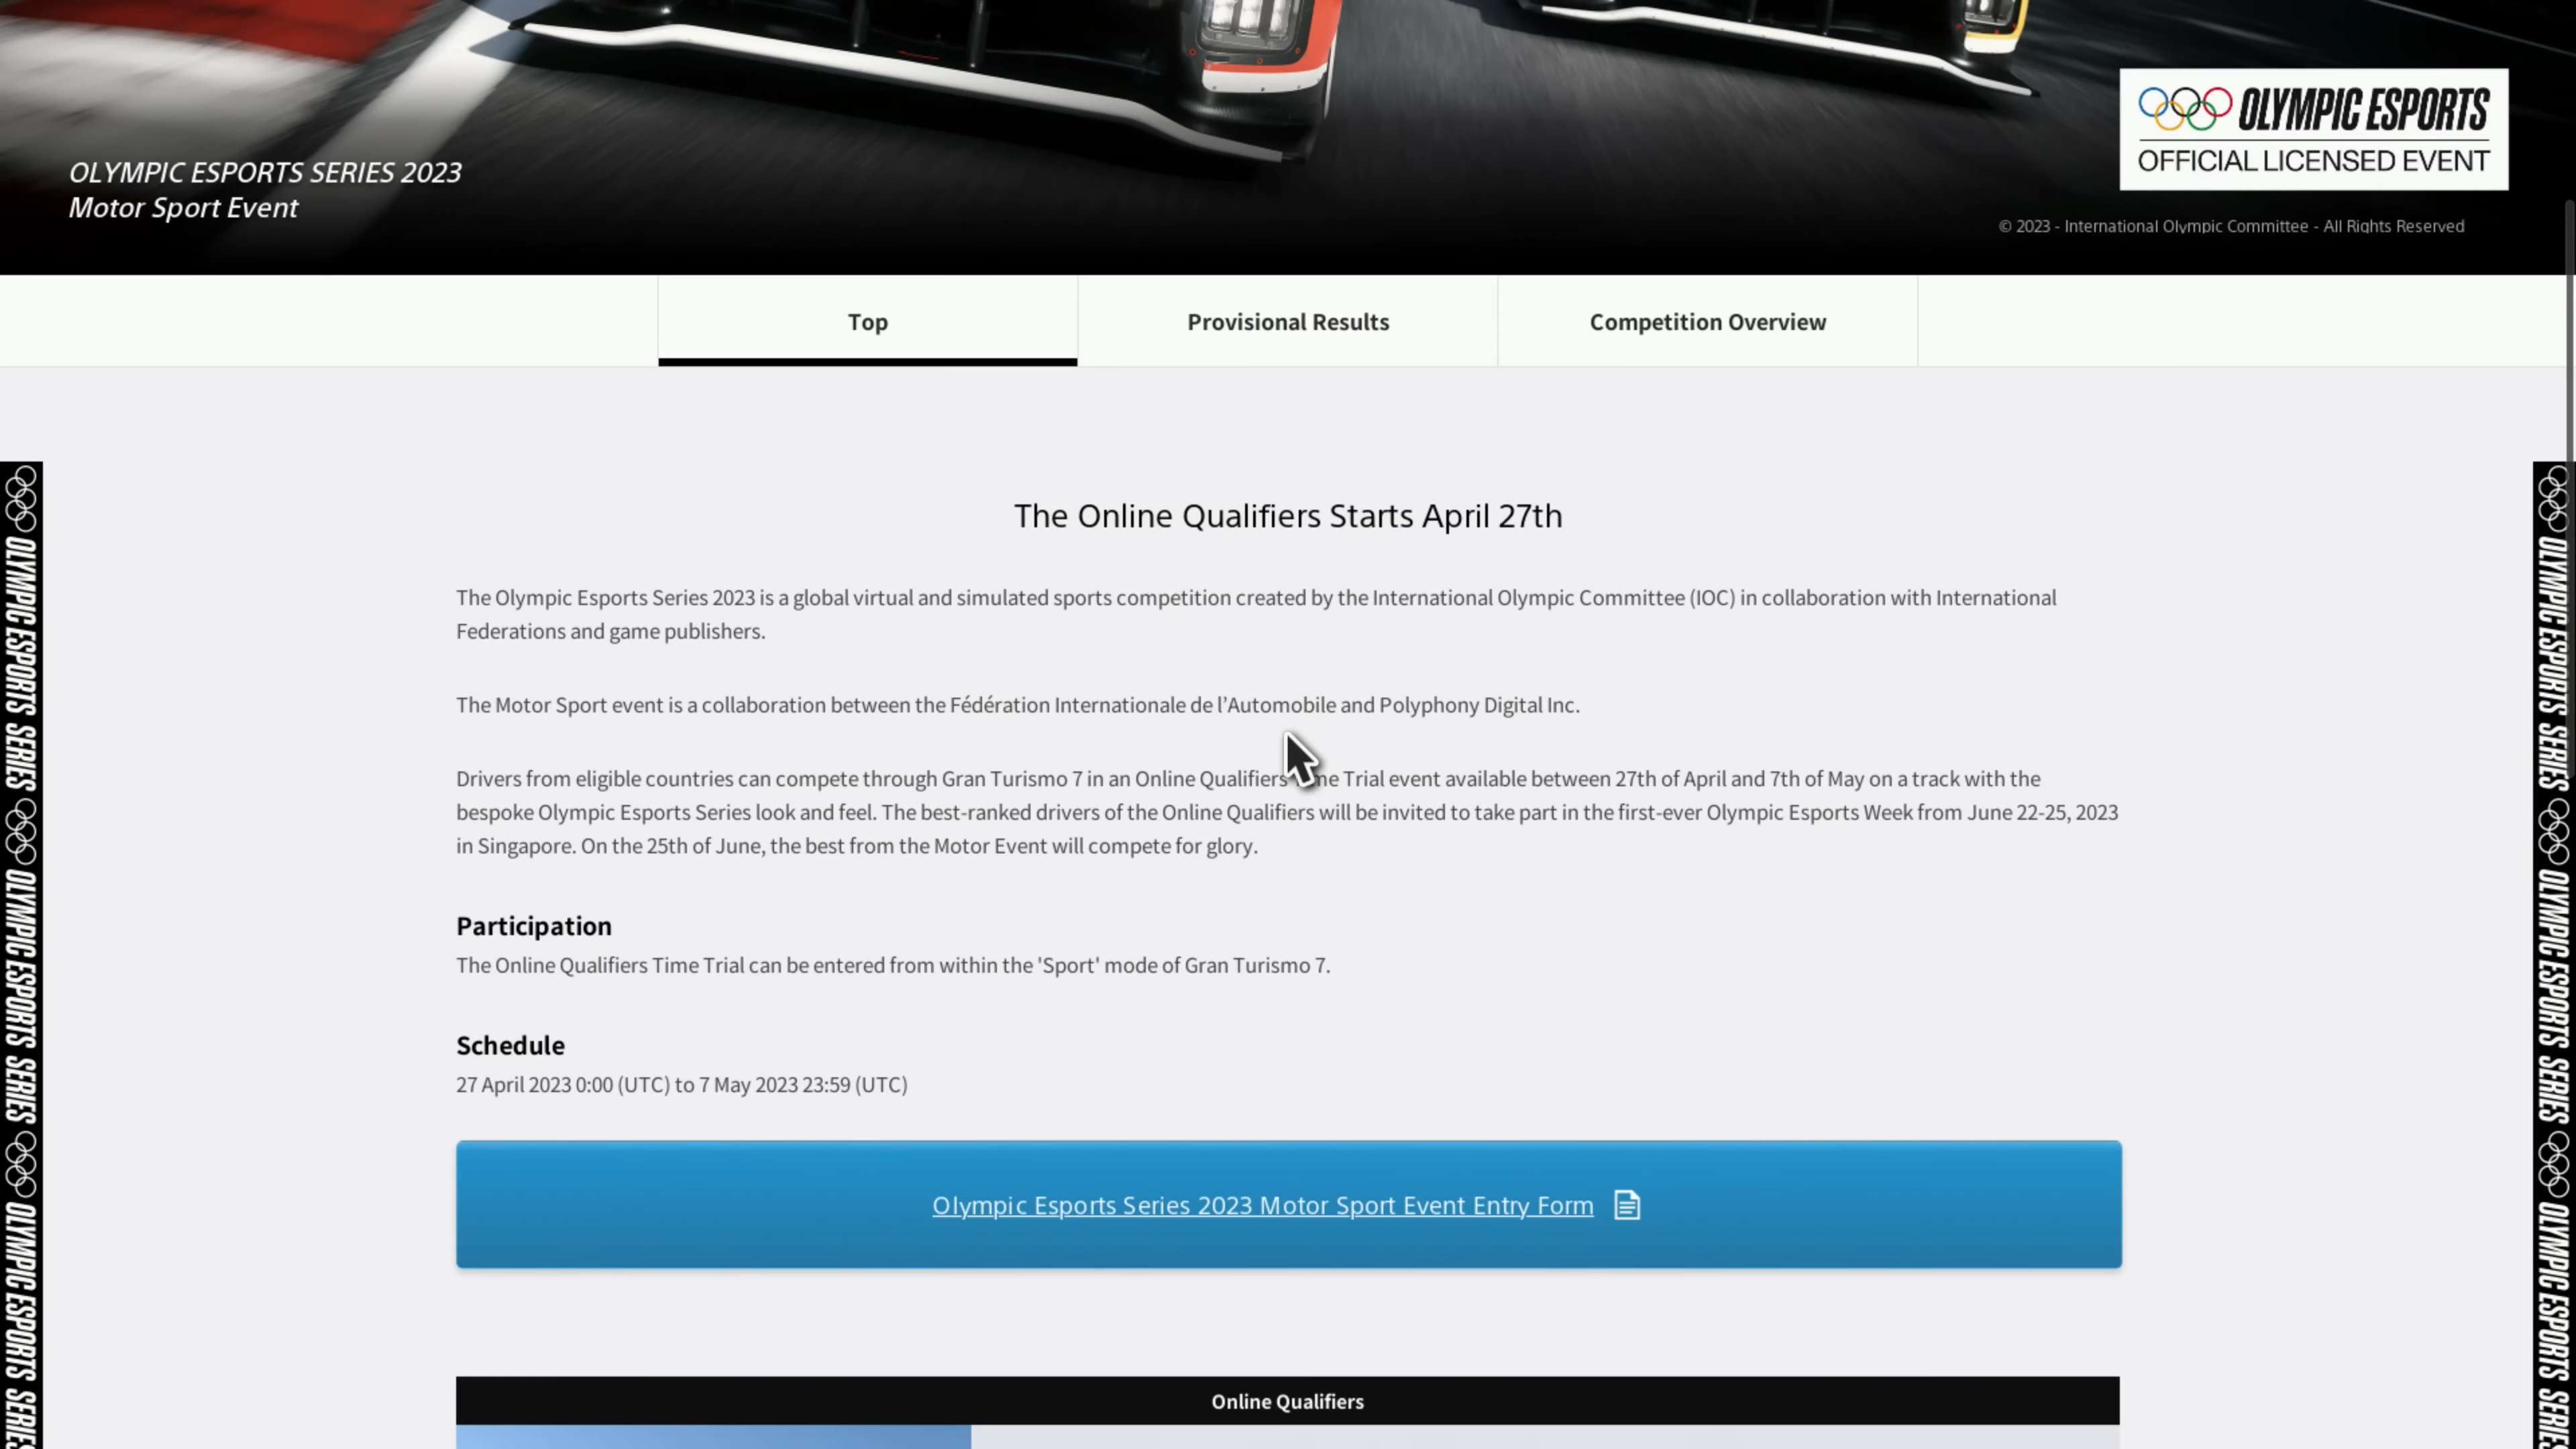 OLYMPIC ESPORTS SERIES 2023
Motor Sport Event
OLYMPIC ESPORTS
OFFICIAL LICENSED EVENT
© 2023 - International Olympic Committee - All Rights Reserved
Top
Provisional Results
Competition Overview
The Online Qualifiers Starts April 27th
The Olympic Esports Series 2023 is a global virtual and simulated sports competition created by the International Olympic Committee (IOC) in collaboration with International
Federations and game publishers.
The Motor Sport event is a collaboration between the Fédération Internationale de l’Automobile and Polyphony Digital Inc.
Drivers from eligible countries can compete through Gran Turismo 7 in an Online Qualifiers Trial event available between 27th of April and 7th of May on a track with the
bespoke Olympic Esports Series look and feel. The best-ranked drivers of the Online Qualifiers will be invited to take part in the first-ever Olympic Esports Week from June 22-25, 2023
in Singapore. On the 25th of June, the best from the Motor Event will compete for glory.
Participation
The Online Qualifiers Time Trial can be entered from within the 'Sport' mode of Gran Turismo 7.
Schedule
27 April 2023 0:00 (UTC) to 7 May 2023 23:59 (UTC)
Olympic Esports Series 2023 Motor Sport Event Entry Form
Online Qualifiers
OLYMPIC ESPORTS SERIES
OLYMPIC ESPORTS SERIES
OLYMPIC ESPORTS SERIES
OLYMPIC ESPORTS SERIES
OLYMPIC ESPORTS SERIES
OLYMPIC ESPORTS SERIES